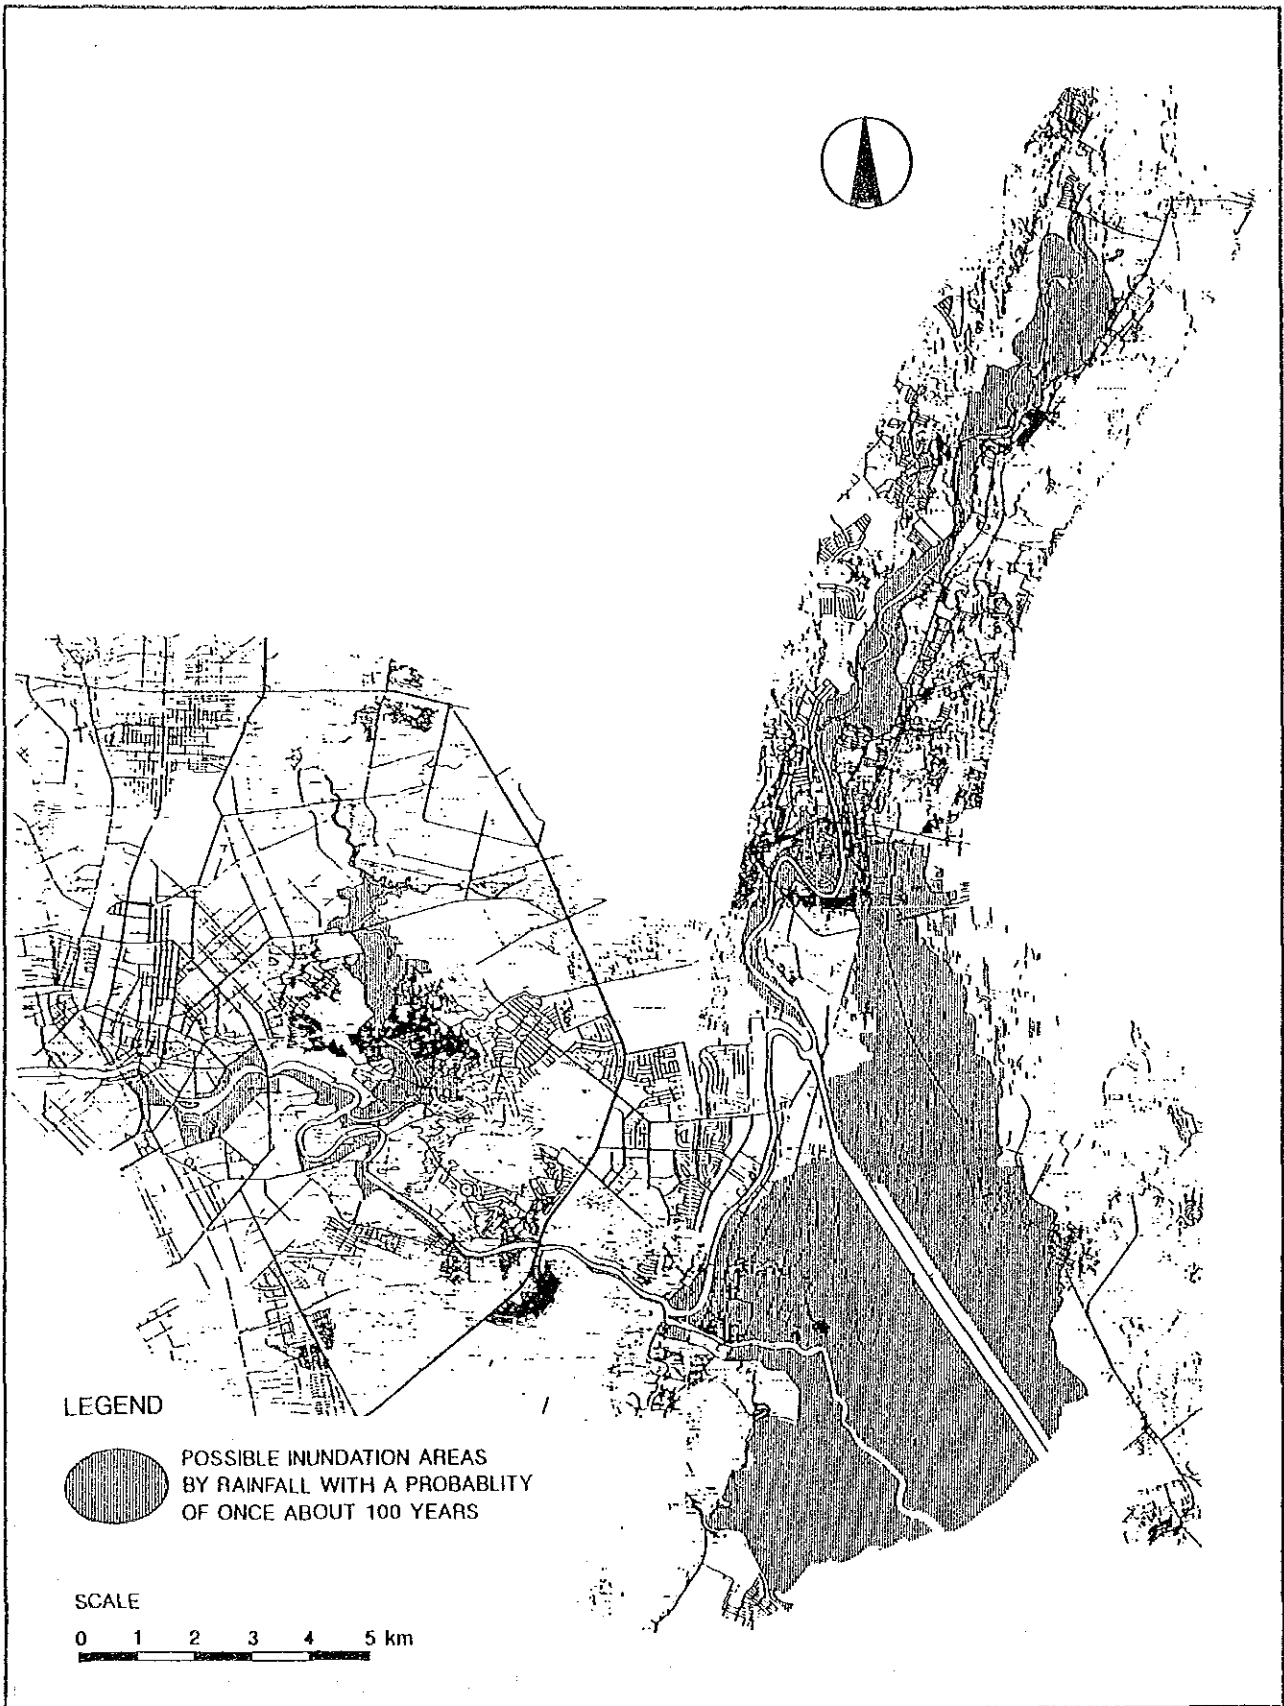 LEGEND
POSSIBLE INUNDATION AREAS
BY RAINFALL WITH A PROBABLITY
OF ONCE ABOUT 100 YEARS
SCALE
0 1 2 3 4 5 km